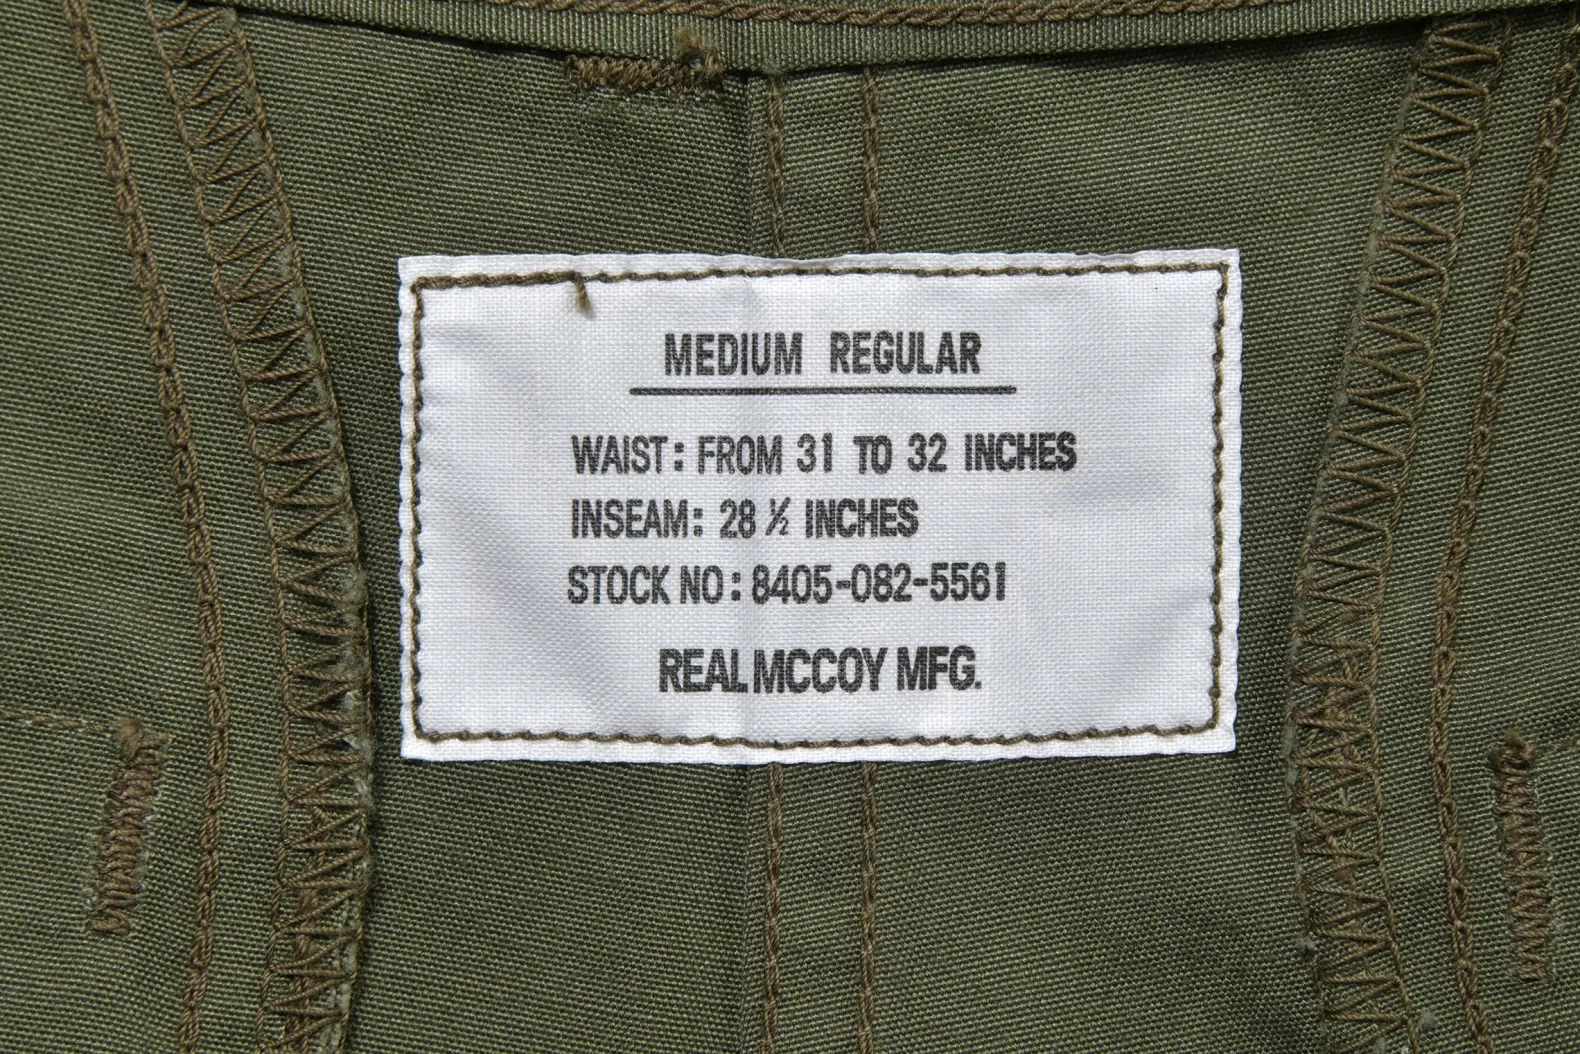 MEDIUM REGULAR
WAIST: FROM 31 TO 32 INCHES
INSEAM: 28 ½ INCHES
STOCK NO: 8405-082-5561
REAL MCCOY MFG.